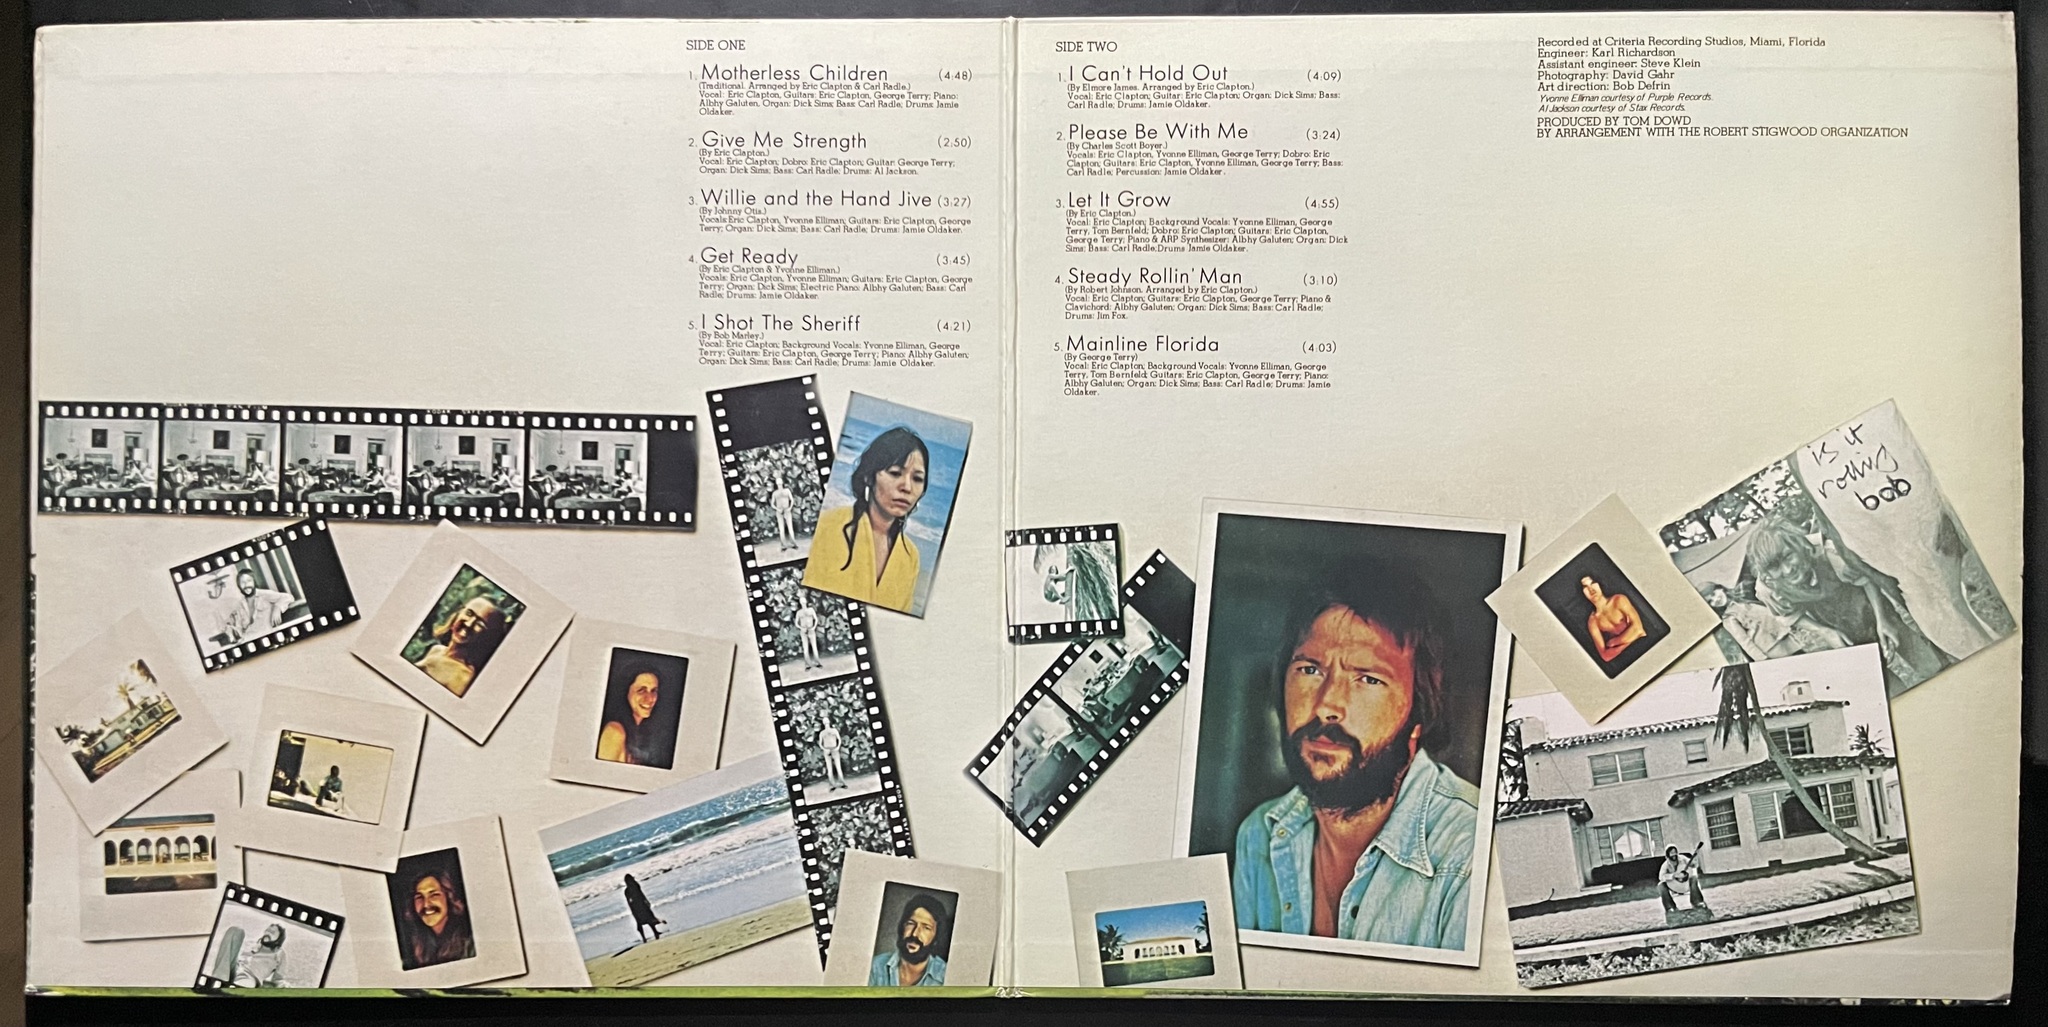 SIDE ONE
1. Motherless Children (4:48)
(Traditional. Arranged by Eric Clapton & Carl Radle.)
Vocal: Eric Clapton, Guitars: Eric Clapton, George Terry; Piano:
Albhy Galuten, Organ: Dick Sims; Bass: Carl Radle; Drums: Jamie
Oldaker.
2. Give Me Strength (2:50)
(By Eric Clapton.)
Vocal: Eric Clapton; Dobro: Eric Clapton; Guitar: George Terry;
Organ: Dick Sims; Bass: Carl Radle; Drums: Al Jackson.
3. Willie and the Hand Jive (3:27)
(By Johnny Otis.)
Vocals: Eric Clapton, Yvonne Elliman; Guitars: Eric Clapton, George
Terry; Organ: Dick Sims; Bass: Carl Radle; Drums: Jamie Oldaker.
4. Get Ready (3:45)
(By Eric Clapton & Yvonne Elliman.)
Vocals: Eric Clapton, Yvonne Elliman; Guitars: Eric Clapton, George
Terry; Organ: Dick Sims; Electric Piano: Albhy Galuten; Bass: Carl
Radle; Drums: Jamie Oldaker.
5. I Shot The Sheriff (4:21)
(By Bob Marley.)
Vocal: Eric Clapton; Background Vocals: Yvonne Elliman, George
Terry; Guitars: Eric Clapton, George Terry; Piano: Albhy Galuten;
Organ: Dick Sims; Bass: Carl Radle; Drums: Jamie Oldaker.
SIDE TWO
1. I Can't Hold Out (4:09)
(By Elmore James. Arranged by Eric Clapton.)
Vocal: Eric Clapton; Guitar: Eric Clapton; Organ: Dick Sims; Bass:
Carl Radle; Drums: Jamie Oldaker.
2. Please Be With Me (3:24)
(By Charles Scott Boyer.)
Vocals: Eric Clapton, Yvonne Elliman, George Terry; Dobro: Eric
Clapton; Guitars: Eric Clapton, Yvonne Elliman, George Terry; Bass:
Carl Radle; Percussion: Jamie Oldaker.
3. Let It Grow (4:55)
(By Eric Clapton.)
Vocal: Eric Clapton; Background Vocals: Yvonne Elliman, George
Terry, Tom Bernfeld; Dobro: Eric Clapton; Guitars: Eric Clapton,
George Terry; Piano & ARP Synthesizer: Albhy Galuten; Organ: Dick
Sims; Bass: Carl Radle; Drums Jamie Oldaker.
4. Steady Rollin' Man (3:10)
(By Robert Johnson. Arranged by Eric Clapton.)
Vocal: Eric Clapton; Guitars: Eric Clapton, George Terry; Piano &
Clavichord: Albhy Galuten; Organ: Dick Sims; Bass: Carl Radle;
Drums: Jim Fox.
5. Mainline Florida (4:03)
(By George Terry)
Vocal: Eric Clapton; Background Vocals: Yvonne Elliman, George
Terry, Tom Bernfeld; Guitars: Eric Clapton, George Terry; Piano:
Albhy Galuten; Organ: Dick Sims; Bass: Carl Radle; Drums: Jamie
Oldaker.
Recorded at Criteria Recording Studios, Miami, Florida
Engineer: Karl Richardson
Assistant engineer: Steve Klein
Photography: David Gahr
Art direction: Bob Defrin
Yvonne Elliman courtesy of Purple Records.
Al Jackson courtesy of Stax Records.
PRODUCED BY TOM DOWD
BY ARRANGEMENT WITH THE ROBERT STIGWOOD ORGANIZATION
is it
rolling
bob